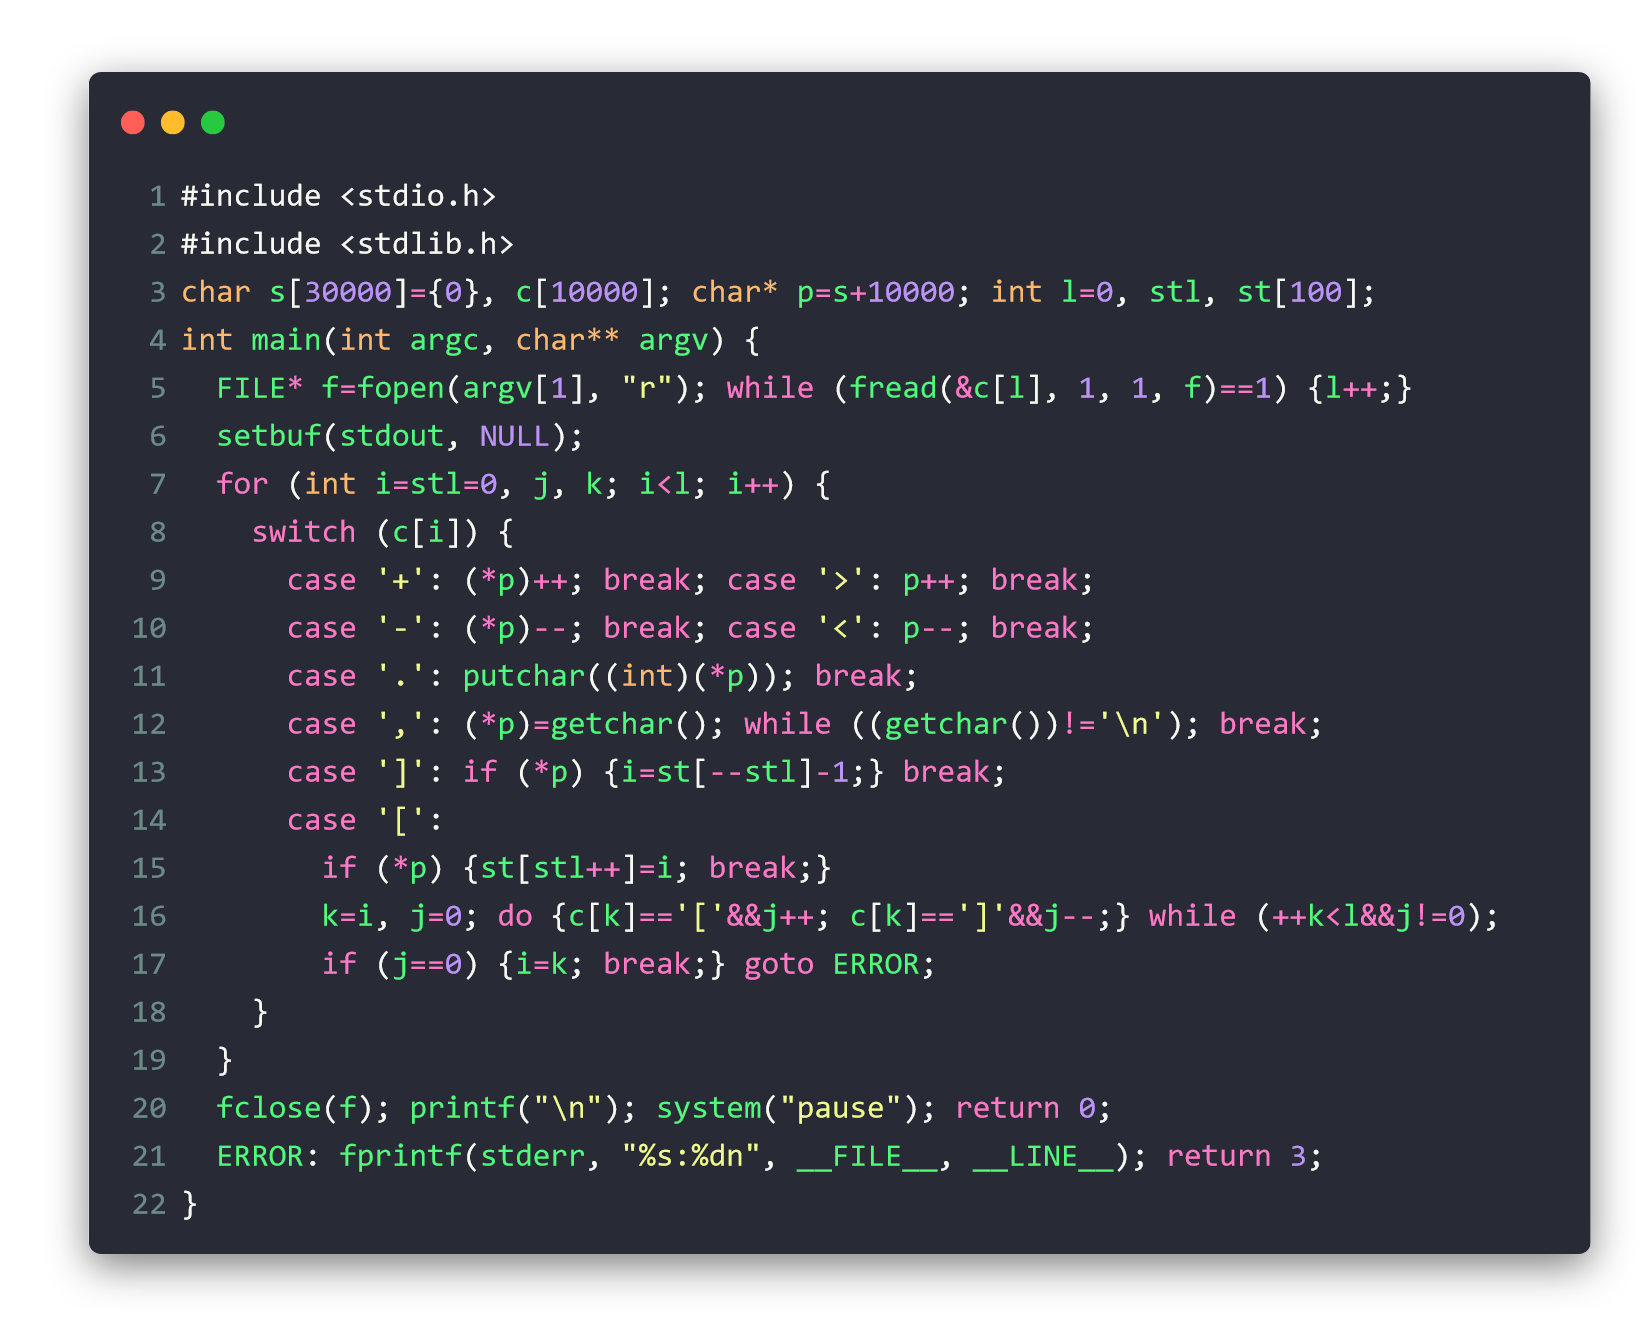 1 #include <stdio.h>
2 #include <stdlib.h>
3 char s[30000]={0}, c[10000]; char* p=s+10000; int l=0, stl, st[100];
4 int main(int argc, char** argv) {
5   FILE* f=fopen(argv[1], "r"); while (fread(&c[l], 1, 1, f)==1) {l++;}
6   setbuf(stdout, NULL);
7   for (int i=stl=0, j, k; i<l; i++) {
8     switch (c[i]) {
9       case '+': (*p)++; break; case '>': p++; break;
10       case '-': (*p)--; break; case '<': p--; break;
11       case '.': putchar((int)(*p)); break;
12       case ',': (*p)=getchar(); while ((getchar())!='\n'); break;
13       case ']': if (*p) {i=st[--stl]-1;} break;
14       case '[':
15         if (*p) {st[stl++]=i; break;}
16         k=i, j=0; do {c[k]=='['&&j++; c[k]==']'&&j--;} while (++k<l&&j!=0);
17         if (j==0) {i=k; break;} goto ERROR;
18     }
19   }
20   fclose(f); printf("\n"); system("pause"); return 0;
21   ERROR: fprintf(stderr, "%s:%dn", __FILE__, __LINE__); return 3;
22 }